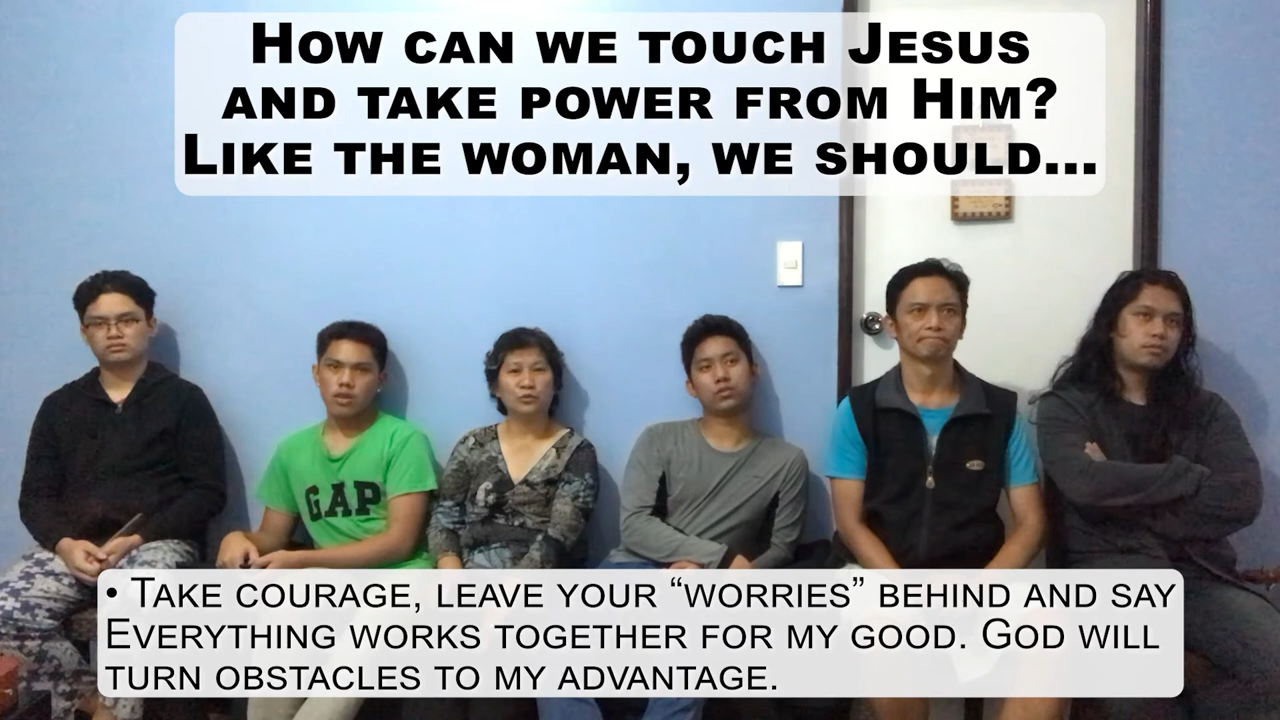 How can we touch Jesus
and take power from Him?
Like the woman, we should...
GAP
• Take courage, leave your “worries” behind and say
Everything works together for my good. God will
turn obstacles to my advantage.